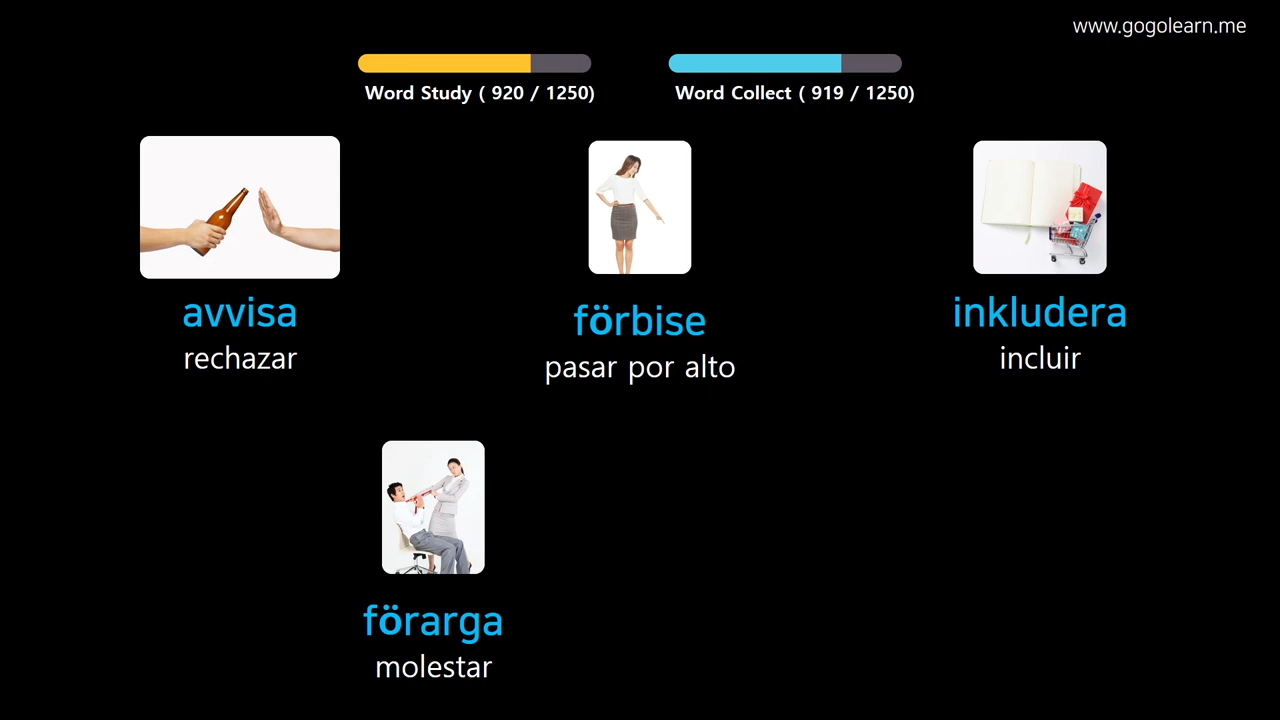 www.gogolearn.me
Word Study ( 920 / 1250)
Word Collect ( 919 / 1250)
avvisa
rechazar
förbise
pasar por alto
inkludera
incluir
förarga
molestar